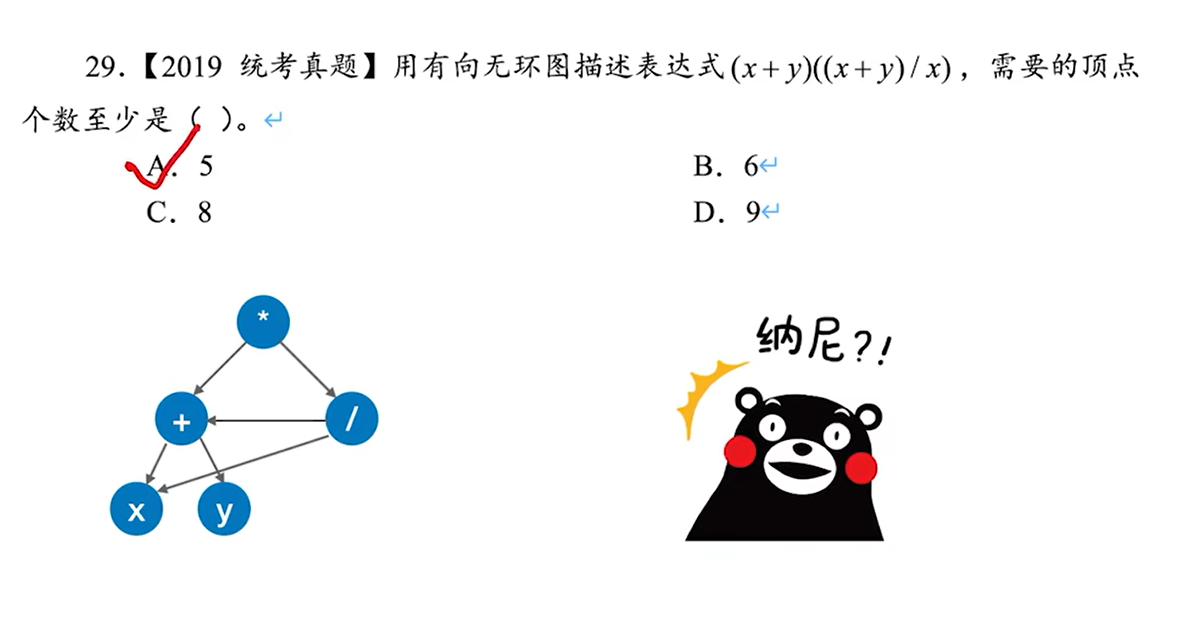 29.【2019 统考真题】用有向无环图描述表达式(x+y)((x+y)/x)，需要的顶点
个数至少是（ ）。↵
A. 5
B. 6↵
C. 8
D. 9↵
*
+
/
x
y
纳尼?!